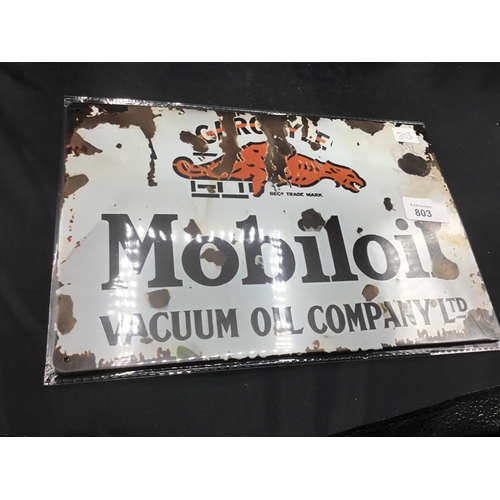 GARGOYLE
REGD TRADE MARK
803
Mobiloil
VACUUM OIL COMPANY LTD